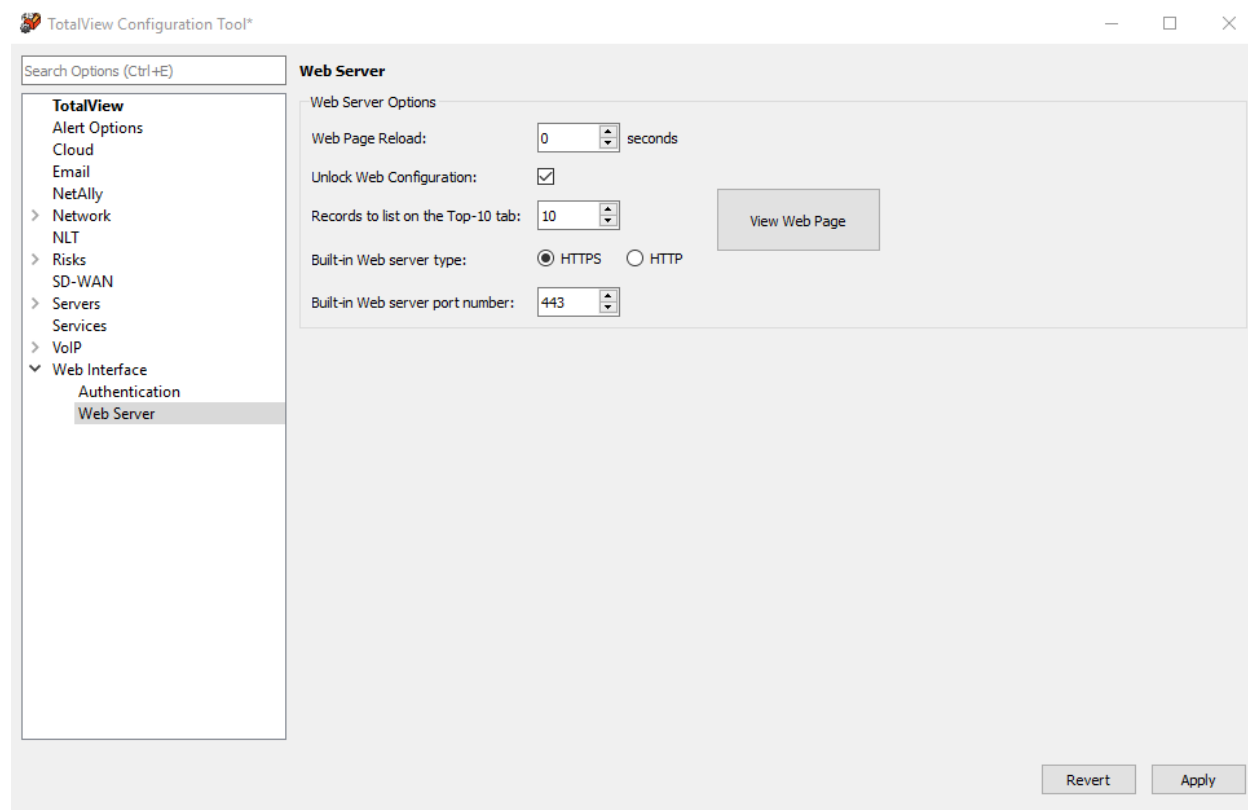 TotalView Configuration Tool*
Search Options (Ctrl+E)
TotalView
Alert Options
Cloud
Email
NetAlly
Network
NLT
Risks
SD-WAN
Servers
Services
VoIP
Web Interface
Authentication
Web Server
Web Server
Web Server Options
Web Page Reload: 0 seconds
Unlock Web Configuration:
Records to list on the Top-10 tab: 10
View Web Page
Built-in Web server type: HTTPS HTTP
Built-in Web server port number: 443
Revert Apply